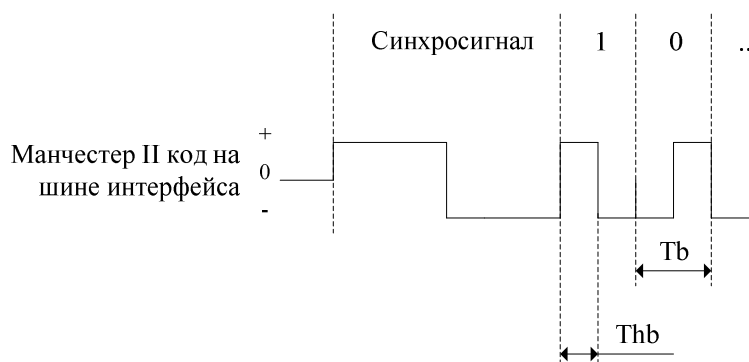 Синхросигнал 1 0 ..
+
Манчестер II код на
0
шине интерфейса
-
Tb
Thb